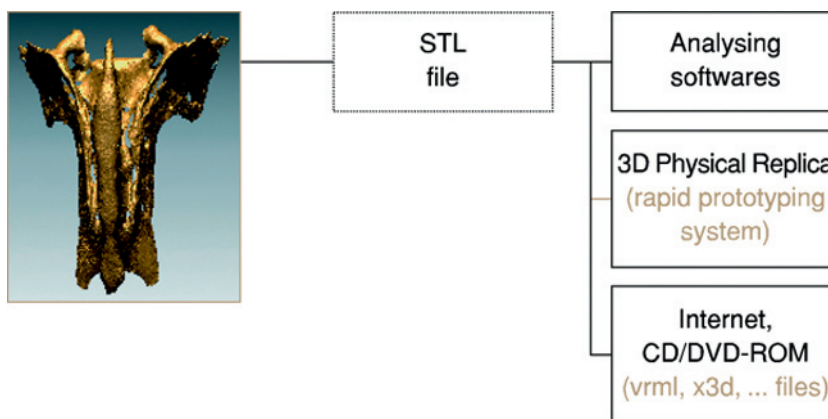 STL
file
Analysing
softwares
3D Physical Replica
(rapid prototyping
system)
Internet,
CD/DVD-ROM
(vrml, x3d, ... files)